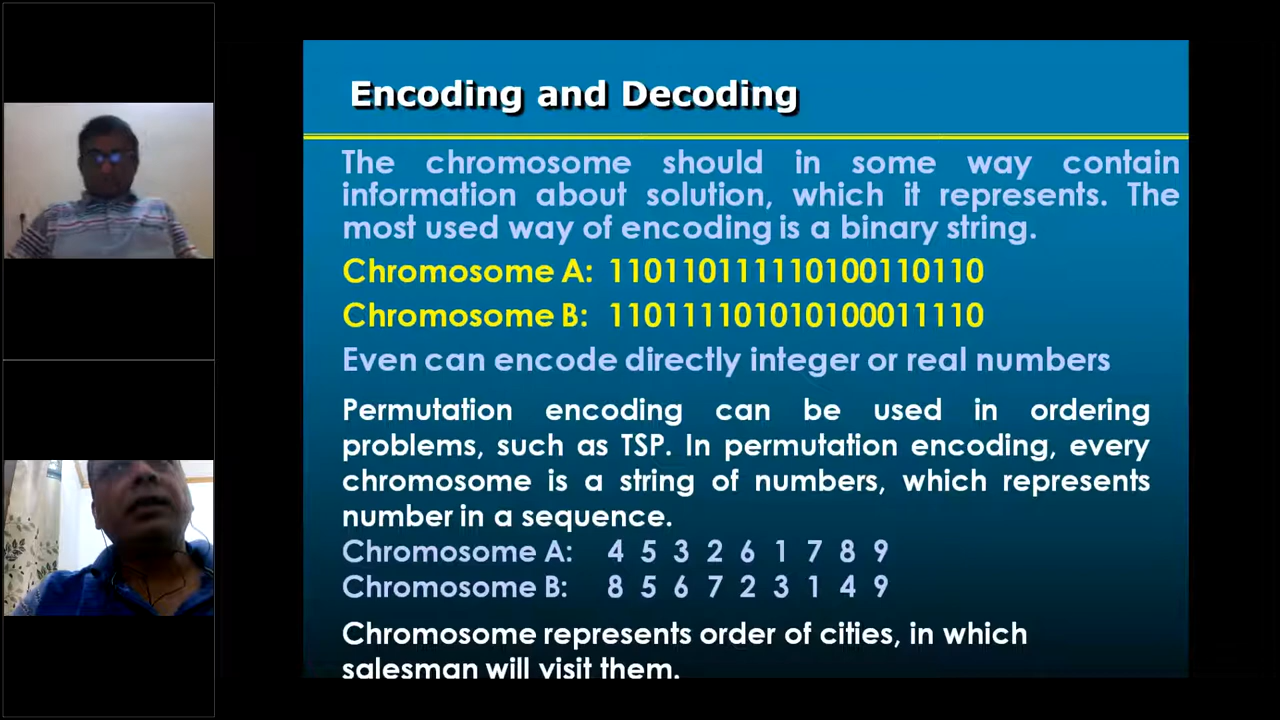 Encoding and Decoding
The chromosome should in some way contain
information about solution, which it represents. The
most used way of encoding is a binary string.
Chromosome A: 110110111110100110110
Chromosome B: 110111101010100011110
Even can encode directly integer or real numbers
Permutation encoding can be used in ordering
problems, such as TSP. In permutation encoding, every
chromosome is a string of numbers, which represents
number in a sequence.
Chromosome A: 4 5 3 2 6 1 7 8 9
Chromosome B: 8 5 6 7 2 3 1 4 9
Chromosome represents order of cities, in which
salesman will visit them.